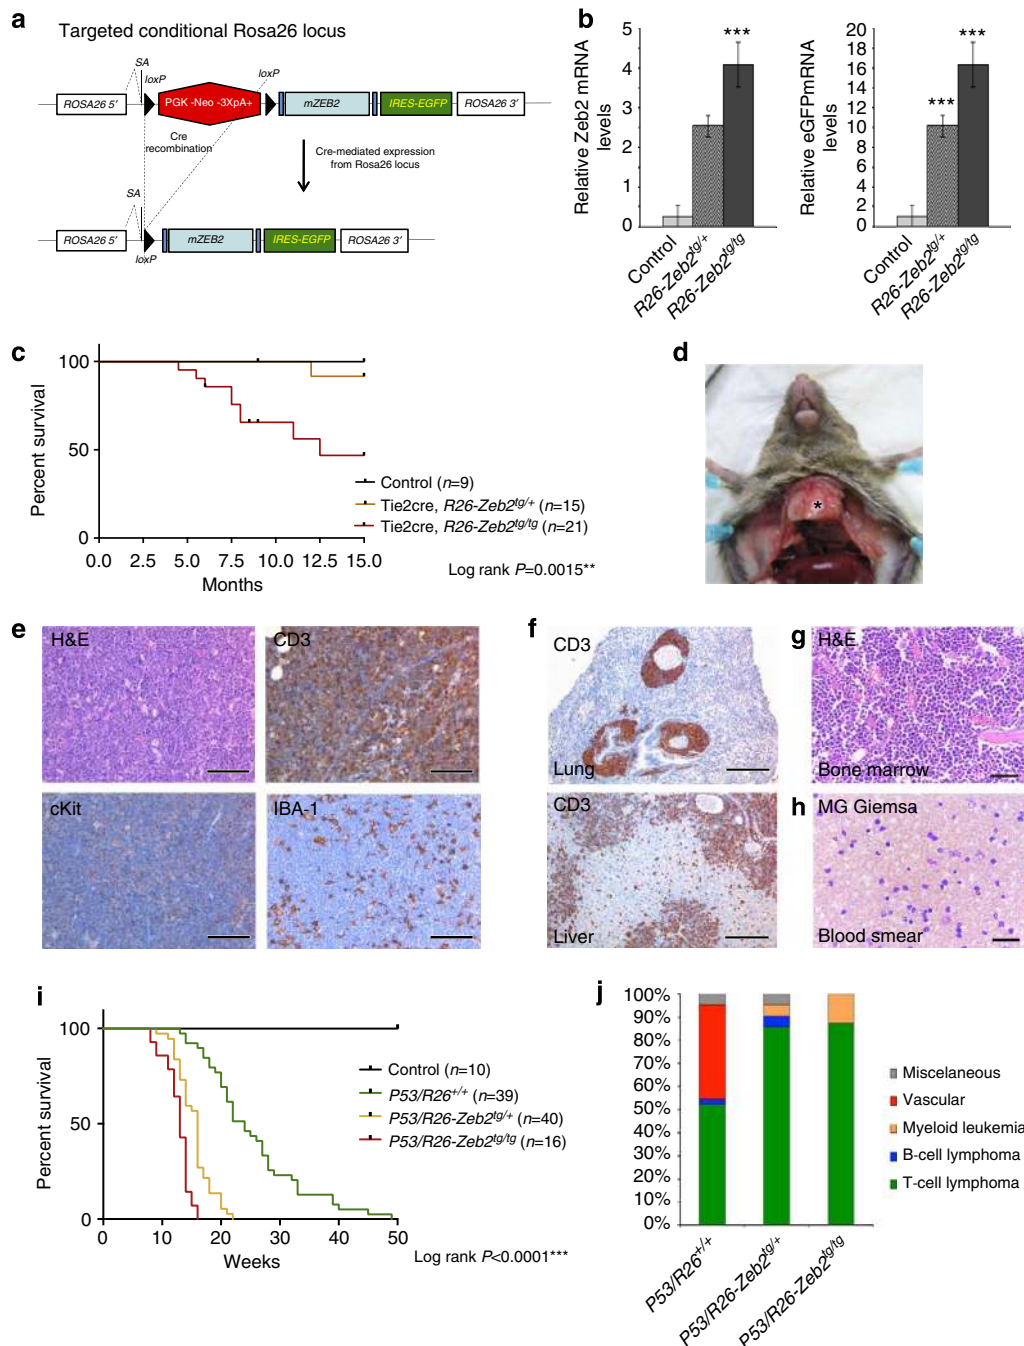 a
Targeted conditional Rosa26 locus
SA
loxP
loxP
ROSA26 5′
PGK -Neo -3XpA+
mZEB2
IRES-EGFP
ROSA26 3′
Cre
recombination
Cre-mediated expression
from Rosa26 locus
SA
ROSA26 5′
mZEB2
IRES-EGFP
ROSA26 3′
loxP
b
Relative Zeb2 mRNA
levels
5
4
3
2
1
0
***
Control
R26-Zeb2tg/+
R26-Zeb2tg/tg
Relative eGFPmRNA
levels
20
18
16
14
12
10
8
6
4
2
0
***
***
Control
R26-Zeb2tg/+
R26-Zeb2tg/tg
c
Percent survival
100
50
0
0.0 2.5 5.0 7.5 10.0 12.5 15.0
Months
Control (n=9)
Tie2cre, R26-Zeb2tg/+ (n=15)
Tie2cre, R26-Zeb2tg/tg (n=21)
Log rank P=0.0015**
d
*
e
H&E
CD3
cKit
IBA-1
f
CD3
Lung
CD3
Liver
g
H&E
Bone marrow
h
MG Giemsa
Blood smear
i
Percent survival
100
50
0
0 10 20 30 40 50
Weeks
Control (n=10)
P53/R26+/+ (n=39)
P53/R26-Zeb2tg/+ (n=40)
P53/R26-Zeb2tg/tg (n=16)
Log rank P<0.0001***
j
100%
90%
80%
70%
60%
50%
40%
30%
20%
10%
0%
P53/R26+/+
P53/R26-Zeb2tg/+
P53/R26-Zeb2tg/tg
Miscelaneous
Vascular
Myeloid leukemia
B-cell lymphoma
T-cell lymphoma